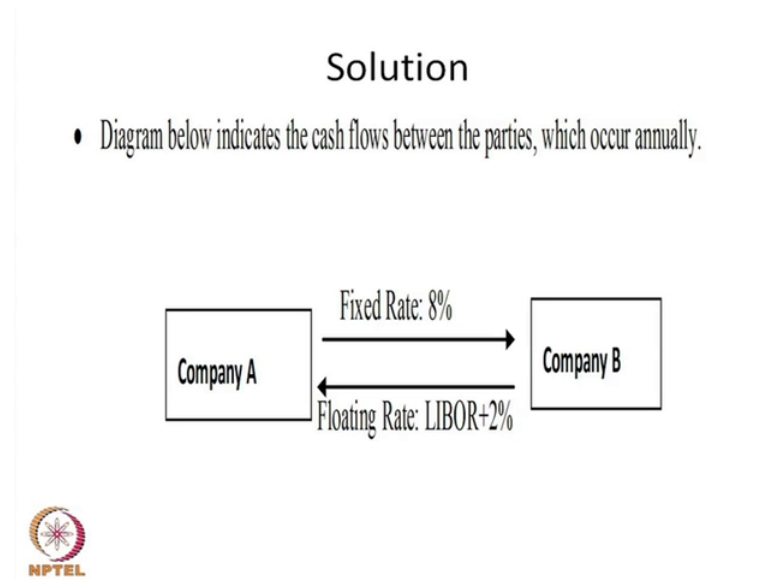 Solution
• Diagram below indicates the cash flows between the parties, which occur annually.
Fixed Rate: 8%
Company A
Company B
Floating Rate: LIBOR+2%
NPTEL